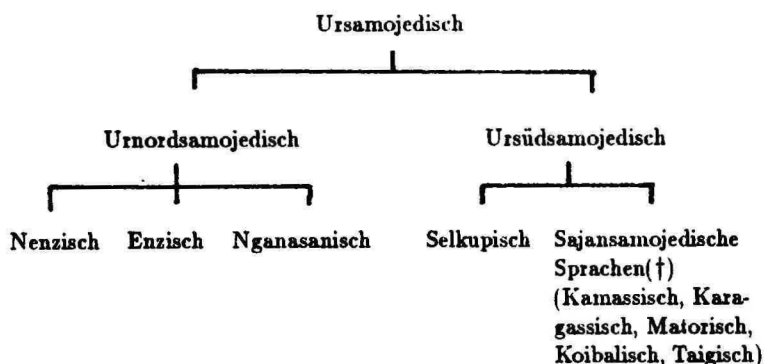 Ursamojedisch
Urnordsamojedisch Ursüdsamojedisch
Nenzisch Enzisch Nganasanisch Selkupisch Sajansamojedische
Sprachen(†)
(Kamassisch, Kara-
gassisch, Matorisch,
Koibalisch, Taigisch)